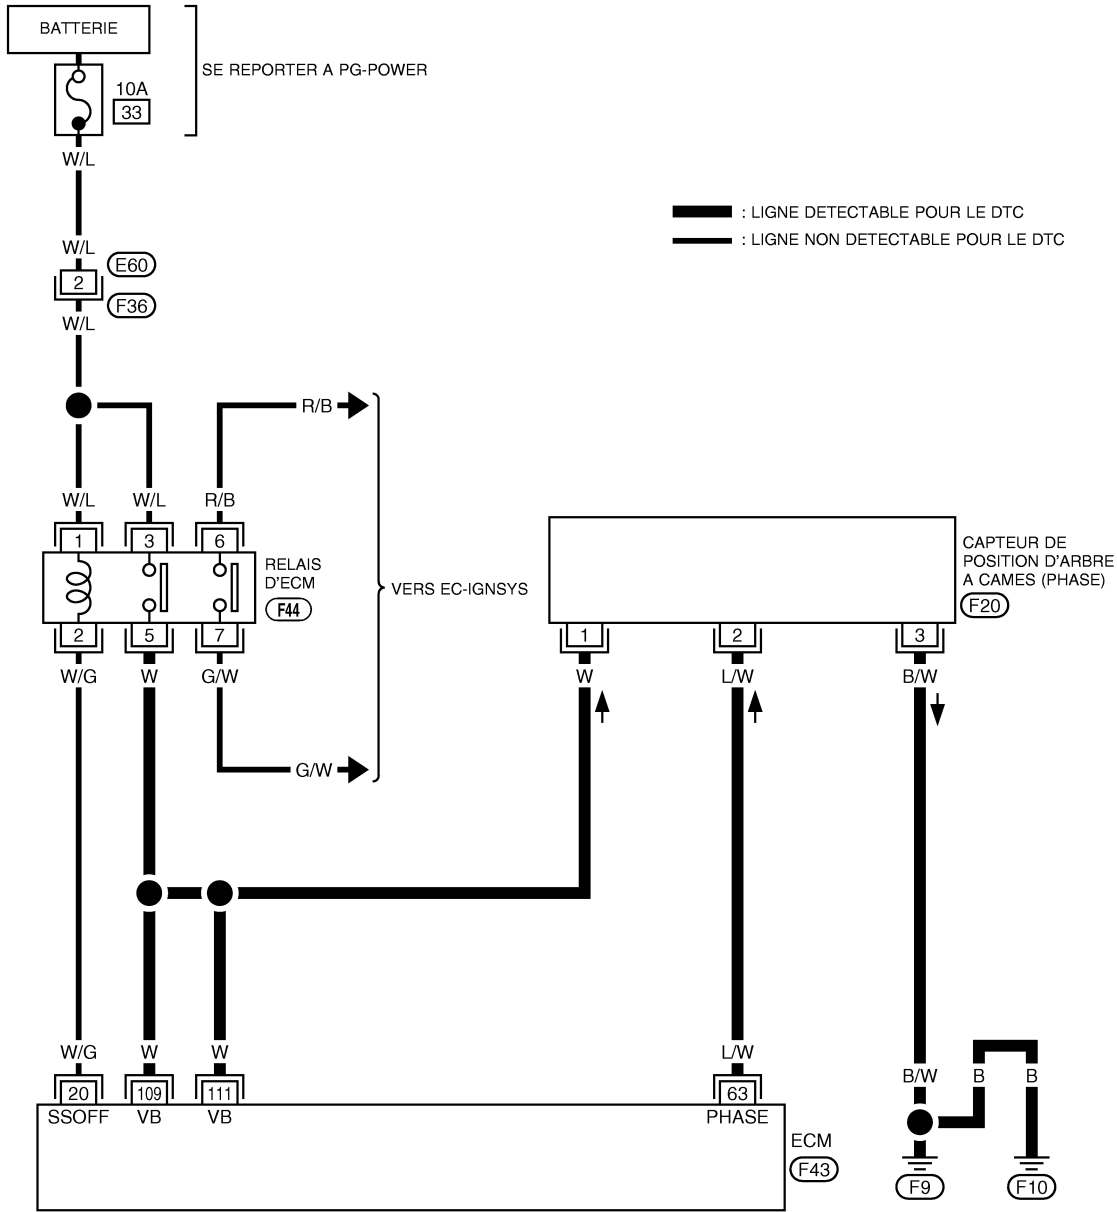 BATTERIE
SE REPORTER A PG-POWER
10A
33
W/L
: LIGNE DETECTABLE POUR LE DTC
: LIGNE NON DETECTABLE POUR LE DTC
W/L
E60
2
F36
W/L
R/B
W/L W/L R/B
1 3 6
RELAIS
D'ECM
F44
VERS EC-IGNSYS
CAPTEUR DE
POSITION D'ARBRE
A CAMES (PHASE)
F20
2 5 7
1 2 3
W/G W G/W
W L/W B/W
G/W
W/G W W L/W
B/W B B
20 109 111 63
SSOFF VB VB PHASE
ECM
F43
F9 F10